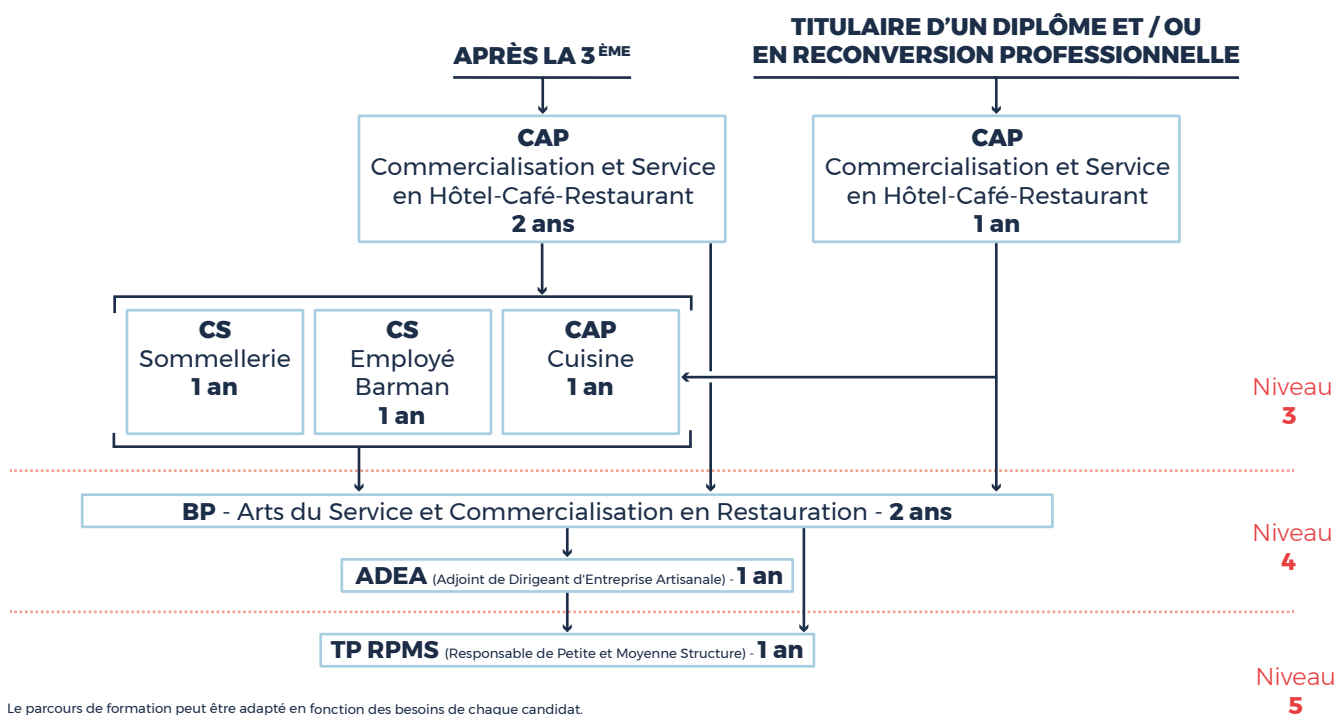 APRÈS LA 3ÈME
TITULAIRE D'UN DIPLÔME ET / OU
EN RECONVERSION PROFESSIONNELLE
CAP
Commercialisation et Service
en Hôtel-Café-Restaurant
2 ans
CAP
Commercialisation et Service
en Hôtel-Café-Restaurant
1 an
CS
Sommellerie
1 an
CS
Employé
Barman
1 an
CAP
Cuisine
1 an
Niveau
3
BP - Arts du Service et Commercialisation en Restauration - 2 ans
ADEA (Adjoint de Dirigeant d'Entreprise Artisanale) - 1 an
Niveau
4
TP RPMS (Responsable de Petite et Moyenne Structure) - 1 an
Niveau
5
Le parcours de formation peut être adapté en fonction des besoins de chaque candidat.